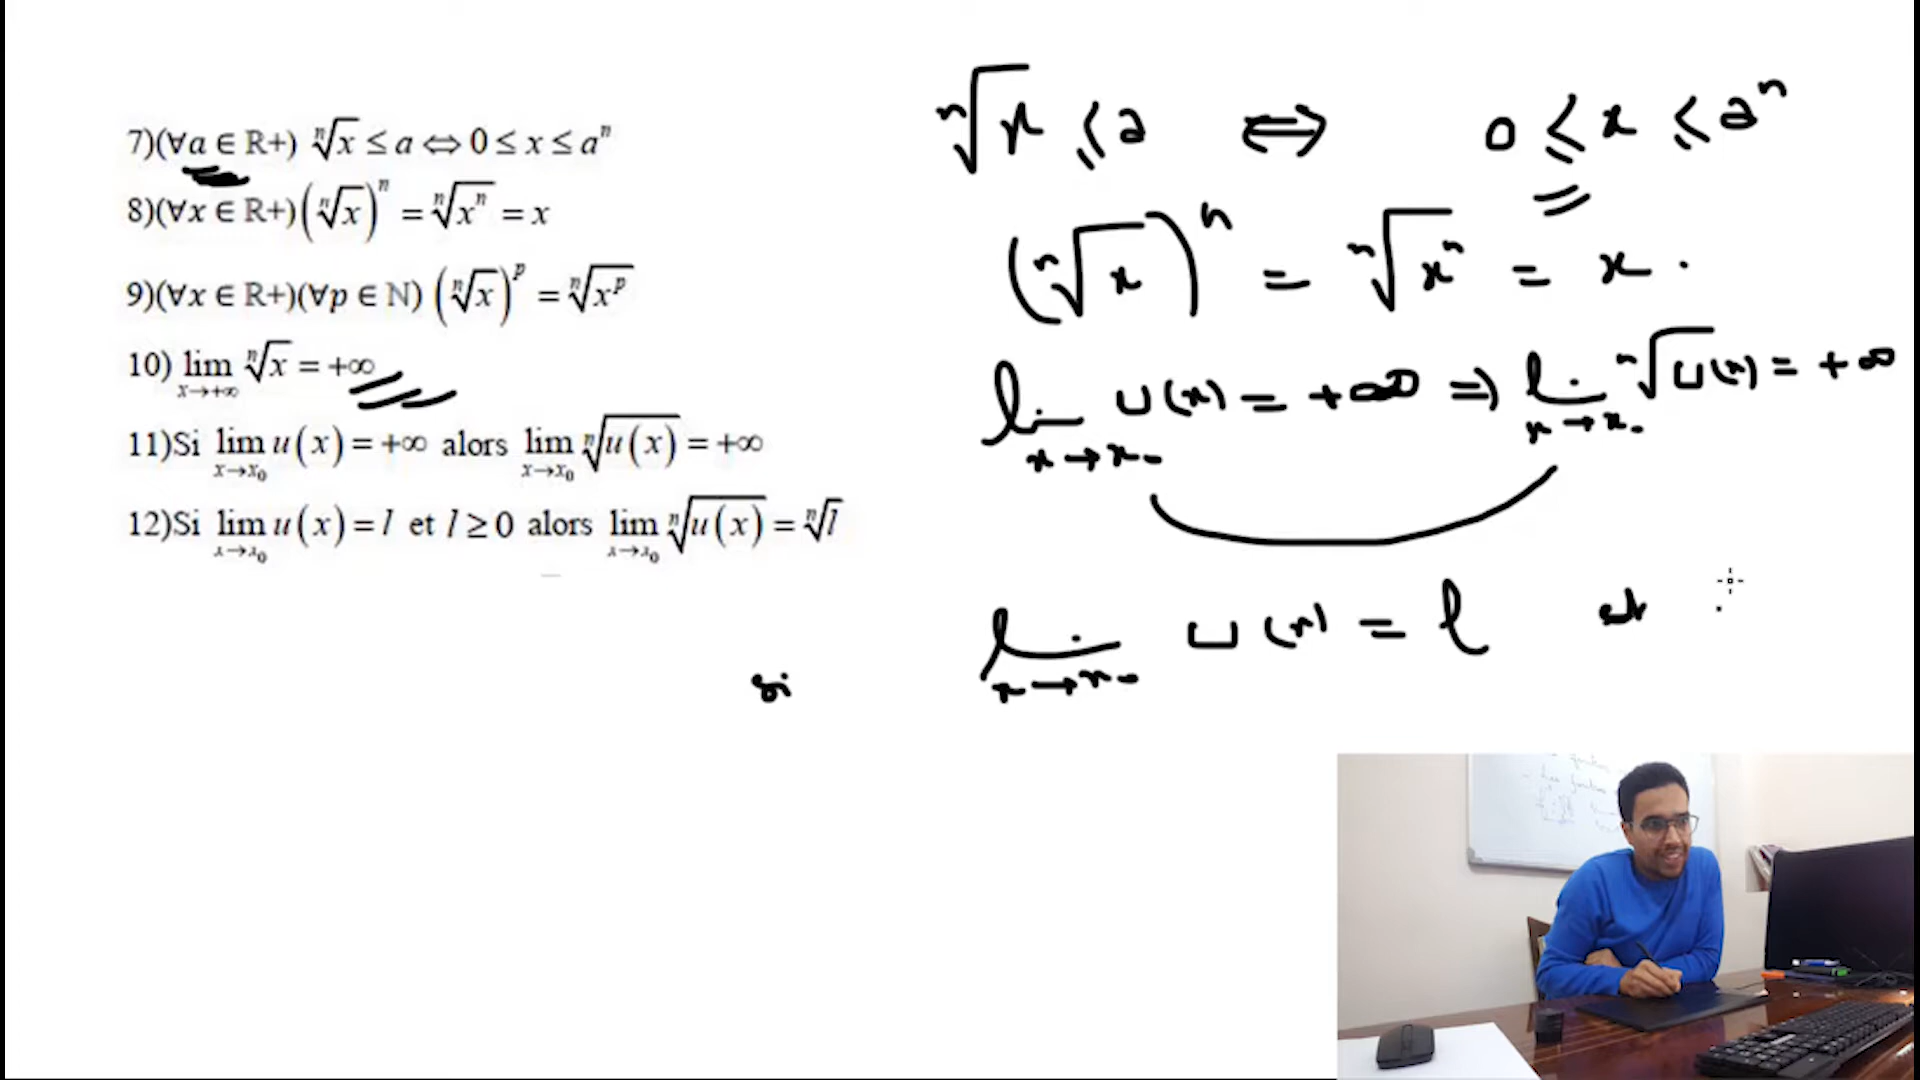 7)(∀a ∈ ℝ+) ⁿ√x ≤ a ⇔ 0 ≤ x ≤ aⁿ
8)(∀x ∈ ℝ+)(ⁿ√x)ⁿ = ⁿ√xⁿ = x
9)(∀x ∈ ℝ+)(∀p ∈ ℕ) (ⁿ√x)ᵖ = ⁿ√xᵖ
10) lim x→+∞ ⁿ√x = +∞
11)Si lim x→x₀ u(x) = +∞ alors lim x→x₀ ⁿ√u(x) = +∞
12)Si lim x→x₀ u(x) = l et l ≥ 0 alors lim x→x₀ ⁿ√u(x) = ⁿ√l
ⁿ√x ≤ a ⇔ 0 ≤ x ≤ aⁿ
(ⁿ√x)ⁿ = ⁿ√xⁿ = x .
lim x→x₀ u(x) = +∞ ⇒ lim x→x₀ ⁿ√u(x) = +∞
si lim x→x₀ u(x) = l et